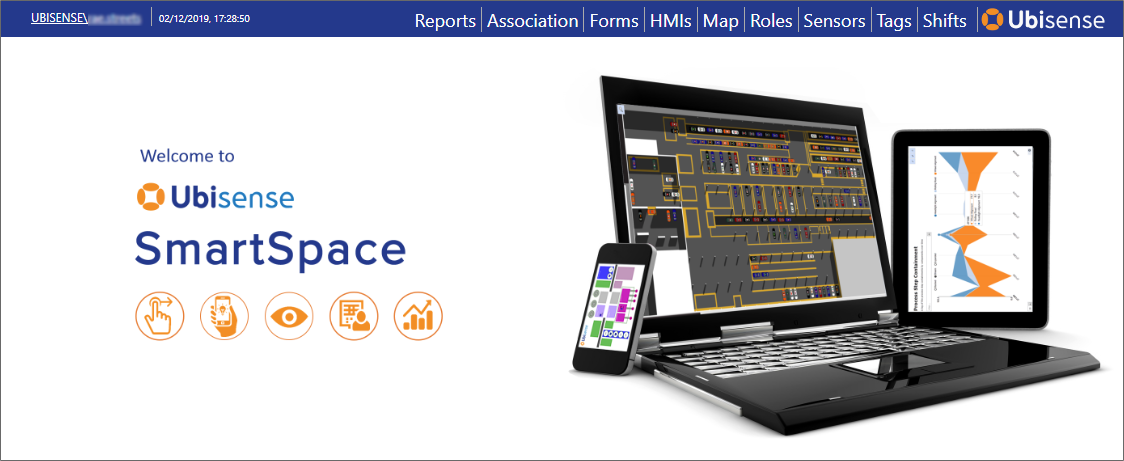 UBISENSE\
02/12/2019, 17:28:50
Reports Association Forms HMIs Map Roles Sensors Tags Shifts
Ubisense
Welcome to
Ubisense
SmartSpace
Ubisense
Process Step Containment